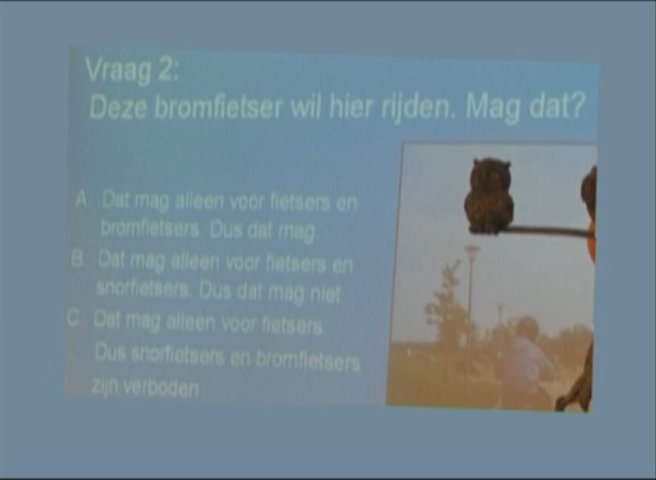 Vraag 2:
Deze bromfietser wil hier rijden. Mag dat?
A Dat mag alleen voor fietsers en
bromfietsers. Dus dat mag
B Dat mag alleen voor fietsers en
snorfietsers. Dus dat mag niet
C Dat mag alleen voor fietsers.
Dus snorfietsers en bromfietsers
zijn verboden